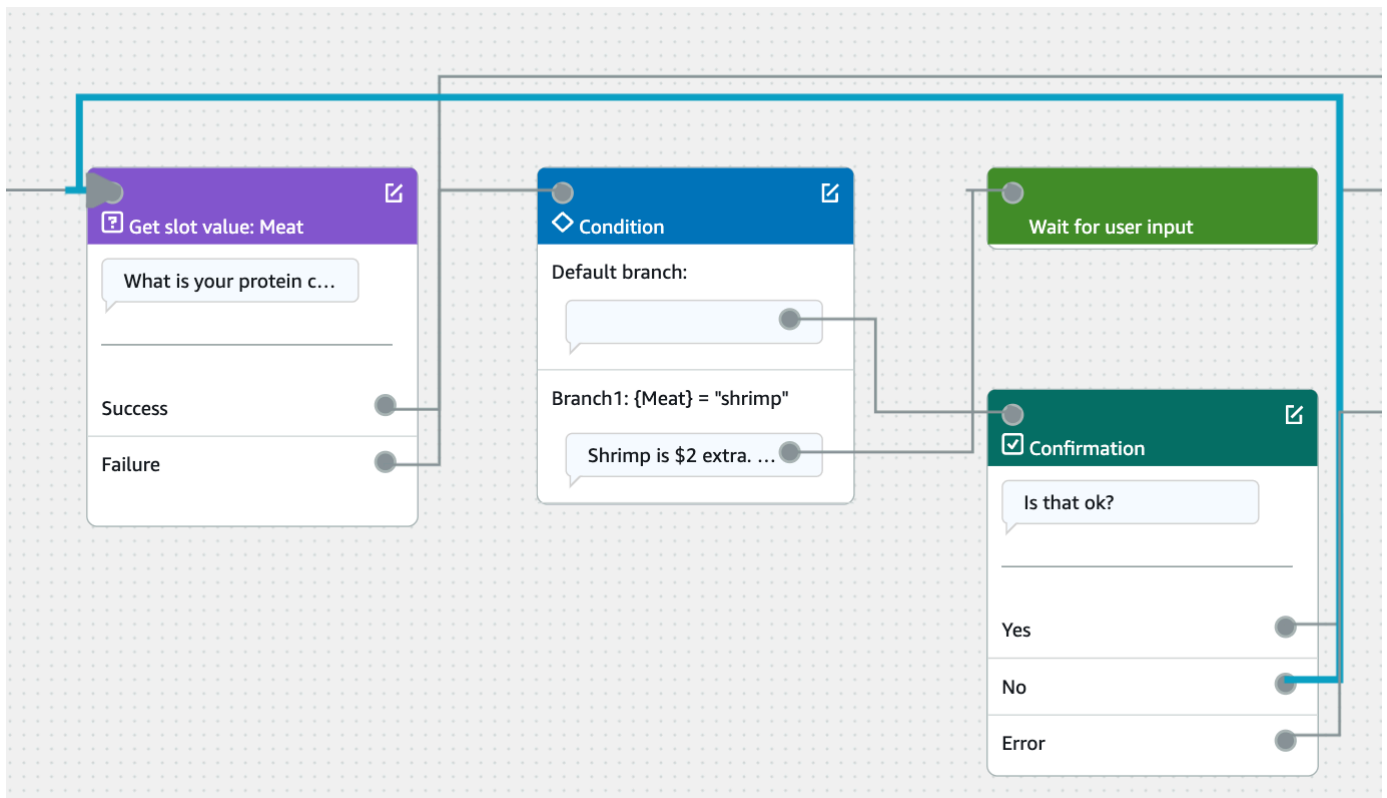 Get slot value: Meat
What is your protein c...
Success
Failure
Condition
Default branch:
Branch1: {Meat} = "shrimp"
Shrimp is $2 extra. ...
Wait for user input
Confirmation
Is that ok?
Yes
No
Error